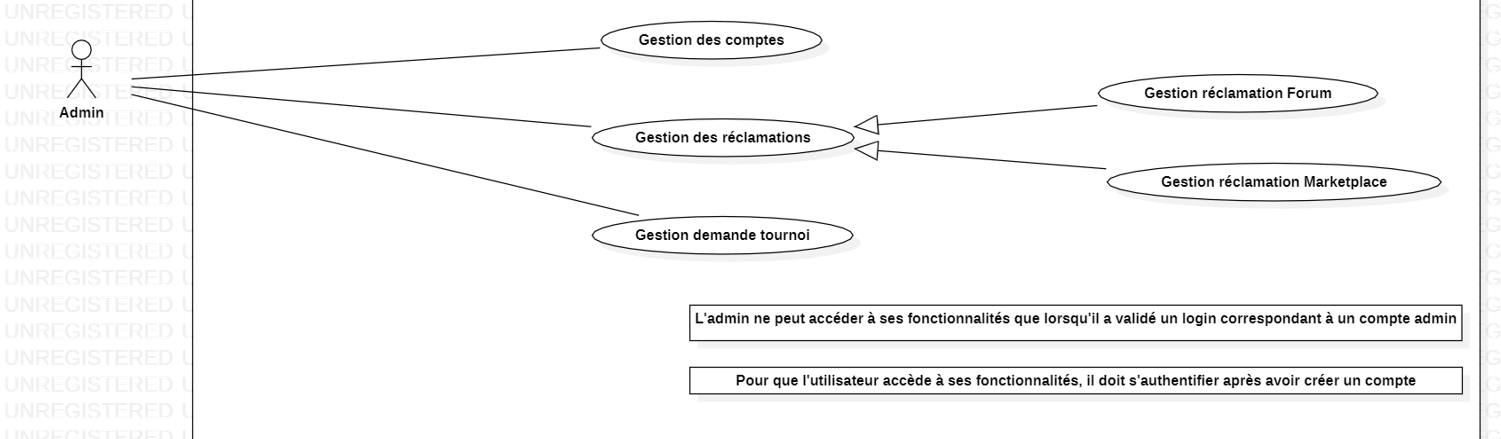 UNREGISTERED
Gestion des comptes
Admin
Gestion réclamation Forum
Gestion des réclamations
Gestion réclamation Marketplace
Gestion demande tournoi
L'admin ne peut accéder à ses fonctionnalités que lorsqu'il a validé un login correspondant à un compte admin
Pour que l'utilisateur accède à ses fonctionnalités, il doit s'authentifier après avoir créer un compte